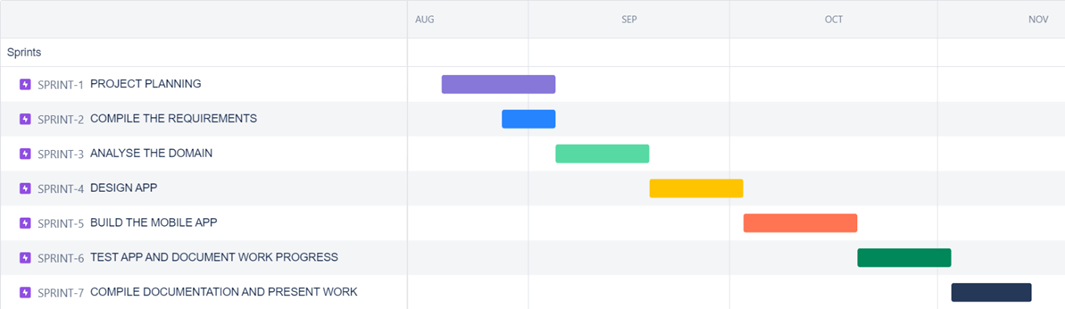 AUG SEP OCT NOV
Sprints
SPRINT-1 PROJECT PLANNING
SPRINT-2 COMPILE THE REQUIREMENTS
SPRINT-3 ANALYSE THE DOMAIN
SPRINT-4 DESIGN APP
SPRINT-5 BUILD THE MOBILE APP
SPRINT-6 TEST APP AND DOCUMENT WORK PROGRESS
SPRINT-7 COMPILE DOCUMENTATION AND PRESENT WORK